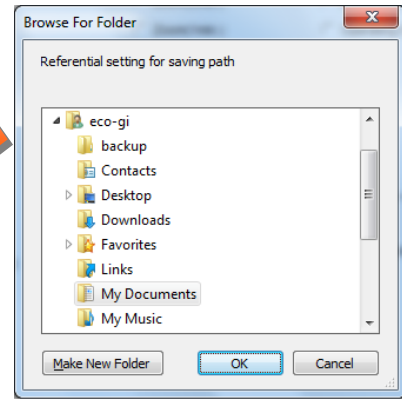 Browse For Folder
Referential setting for saving path
eco-gi
backup
Contacts
Desktop
Downloads
Favorites
Links
My Documents
My Music
Make New Folder OK Cancel